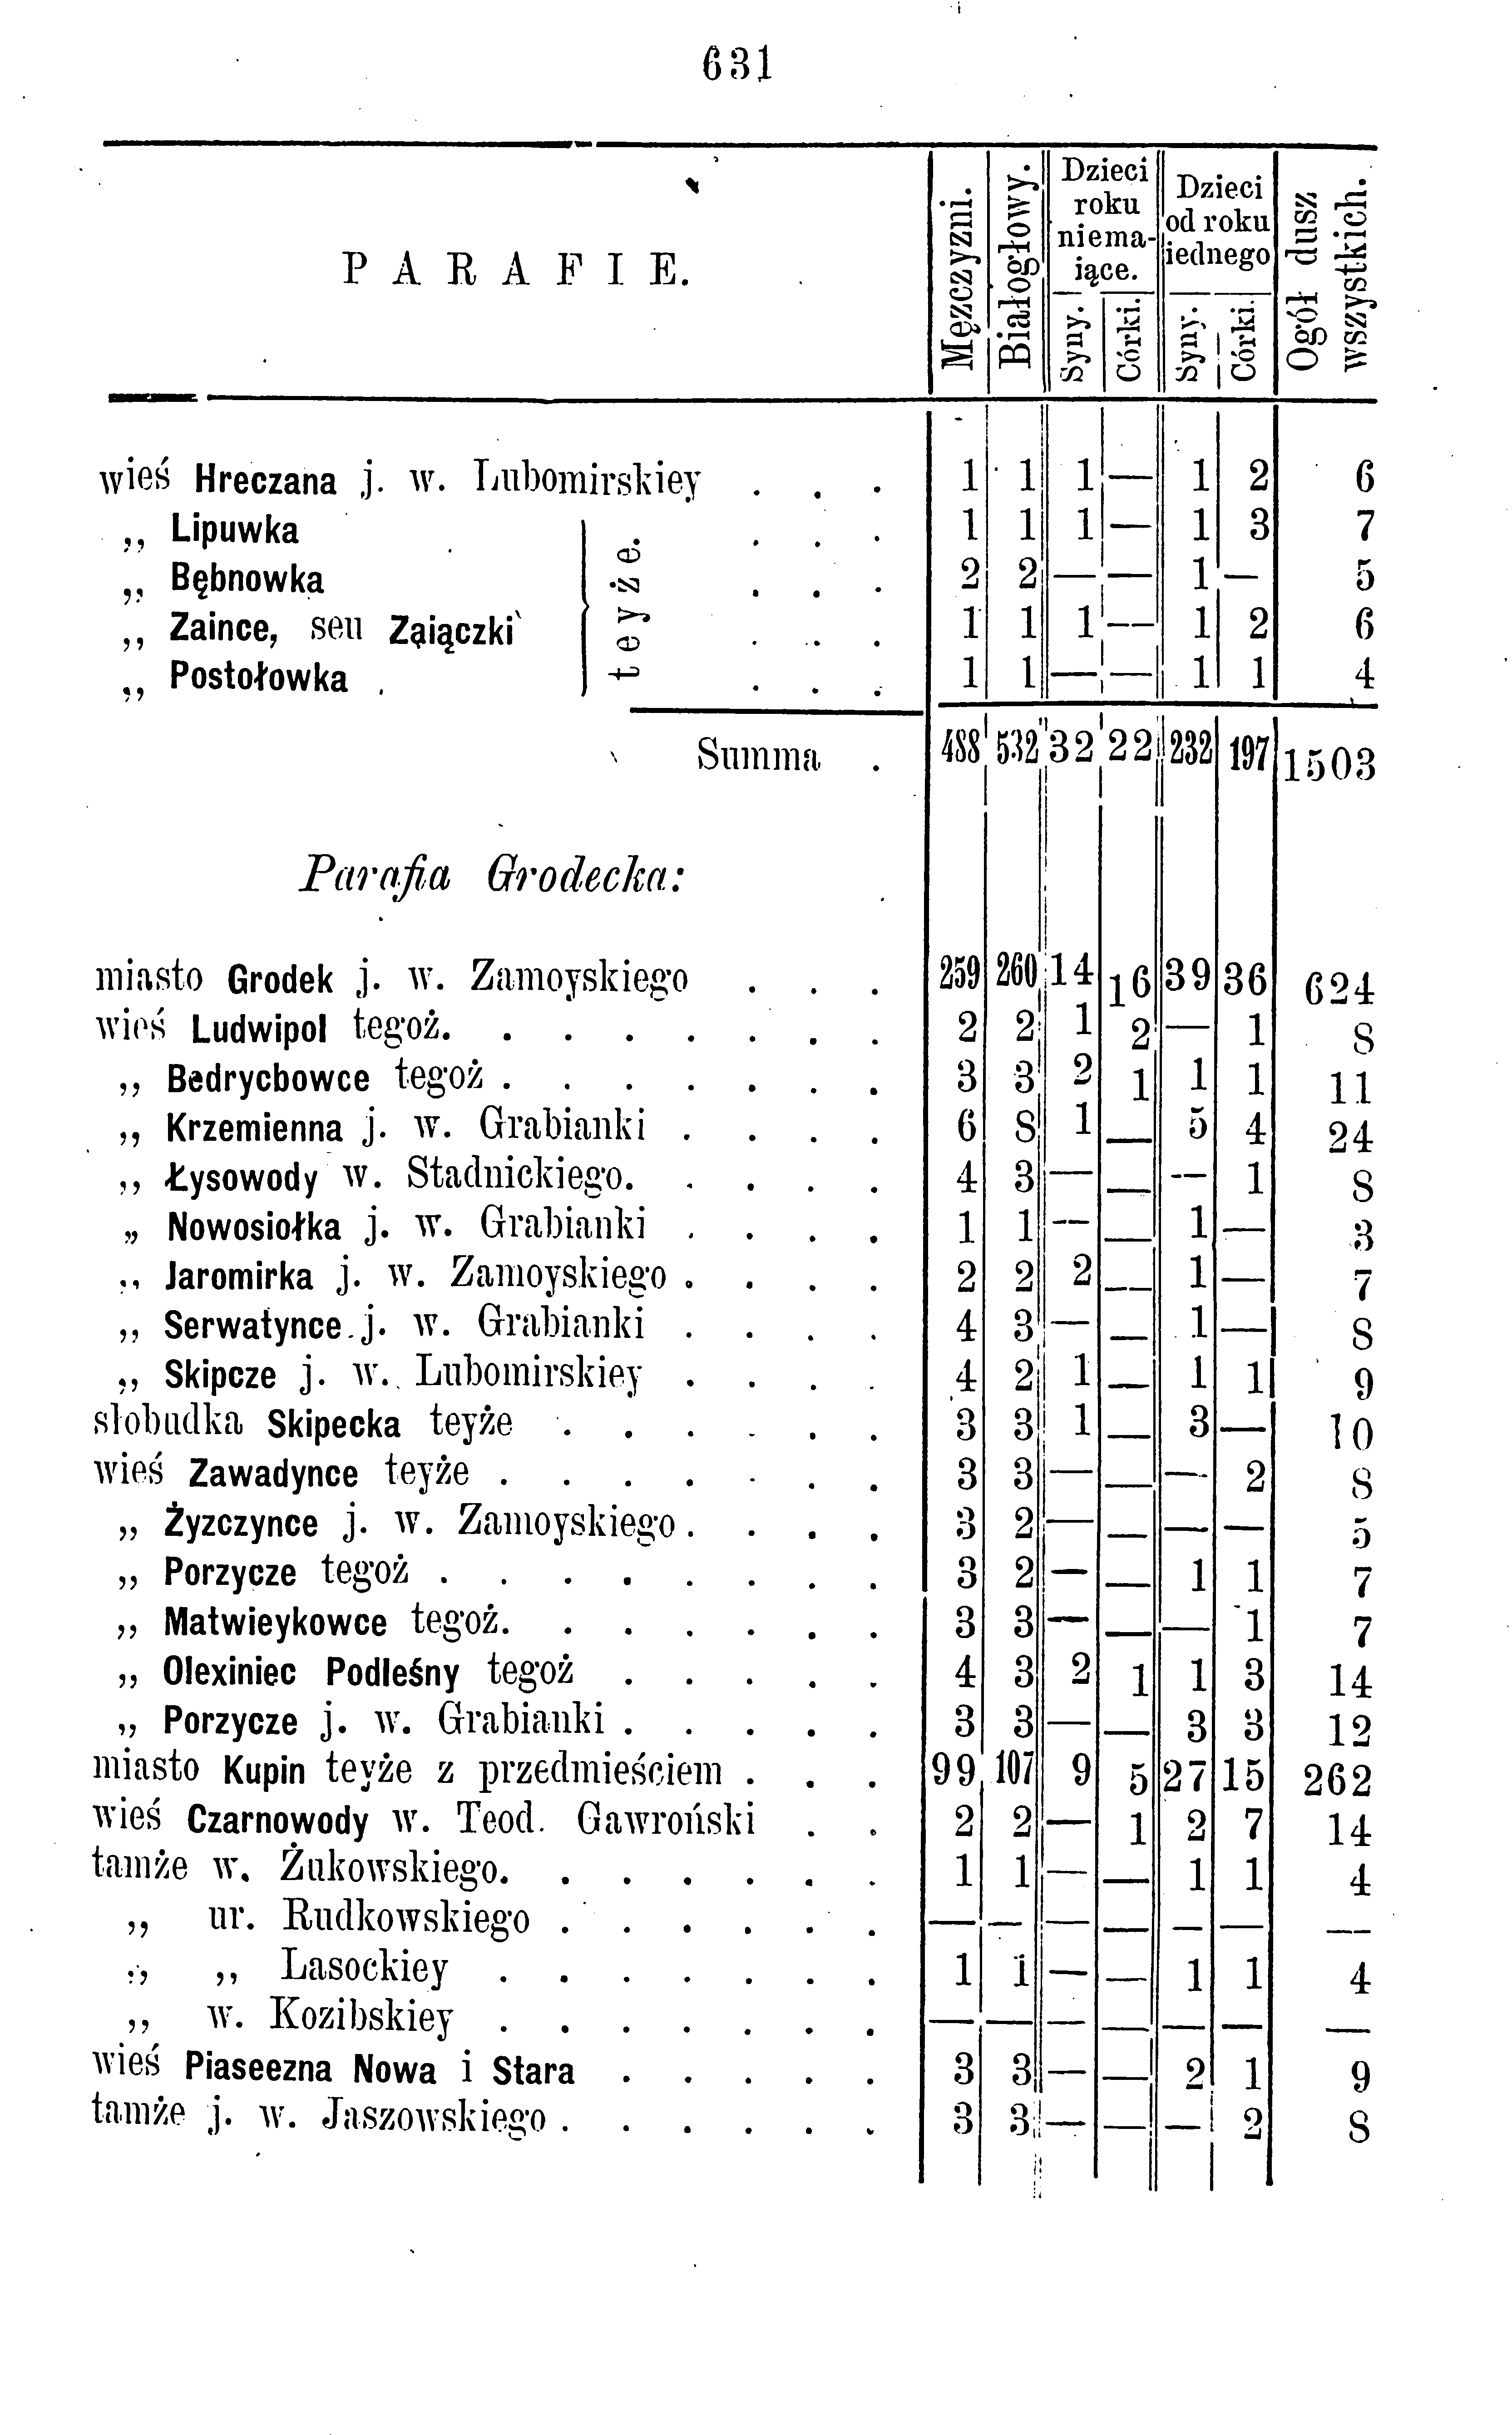 631
PARAFIE. Mężczyzni. Białogłowy. Dzieci roku niemaiące. Syny. Córki. Dzieci od roku iednego Syny. Córki. Ogół dusz wszystkich.
wieś Hreczana j. w. Lubomirskiey . . . 1 1 1 — 1 2 6
„ Lipuwka . . . 1 1 1 — 1 3 7
„ Bębnowka . . . 2 2 — — 1 — 5
„ Zaince, seu Ząiączki . . . 1 1 1 — 1 2 6
„ Postołowka . . . 1 1 — — 1 1 4
teyże.
Summa . 488 532 32 22 232 197 1503
Parafia Grodecka:
miasto Grodek j. w. Zamoyskiego . . . 259 260 14 16 39 36 624
wieś Ludwipol tegoż. . . . . . . . 2 2 1 2 — 1 8
„ Bedrycbowce tegoż . . . . . . . 3 3 2 1 1 1 11
„ Krzemienna j. w. Grabianki . . . . 6 8 1 — 5 4 24
„ Łysowody w. Stadnickiego. . . . . 4 3 — — — 1 8
„ Nowosiołka j. w. Grabianki . . . . 1 1 — — 1 — 3
„ Jaromirka j. w. Zamoyskiego . . . . 2 2 2 — 1 — 7
„ Serwatynce j. w. Grabianki . . . . 4 3 — — 1 — 8
„ Skipcze j. w. Lubomirskiey . . . . 4 2 1 — 1 1 9
słobudka Skipecka teyże . . . . . . 3 3 1 — 3 — 10
wieś Zawadynce teyże . . . . . . . 3 3 — — — 2 8
„ Żyzczynce j. w. Zamoyskiego . . . . 3 2 — — — — 5
„ Porzycze tegoż . . . . . . . . 3 2 — — 1 1 7
„ Matwieykowce tegoż. . . . . . . 3 3 — — — 1 7
„ Olexiniec Podleśny tegoż . . . . . 4 3 2 1 1 3 14
„ Porzycze j. w. Grabianki . . . . . 3 3 — — 3 3 12
miasto Kupin teyże z przedmieściem . . . 99 107 9 5 27 15 262
wieś Czarnowody w. Teod. Gawroński . . 2 2 — 1 2 7 14
tamże w. Żukowskiego. . . . . . . 1 1 — — 1 1 4
„ ur. Rudkowskiego . . . . . . — — — — — — —
„ „ Lasockiey . . . . . . . 1 1 — — 1 1 4
„ w. Kozibskiey . . . . . . . — — — — — — —
wieś Piaseezna Nowa i Stara . . . . . 3 3 — — 2 1 9
tamże j. w. Jaszowskiego . . . . . . 3 3 — — — 2 8